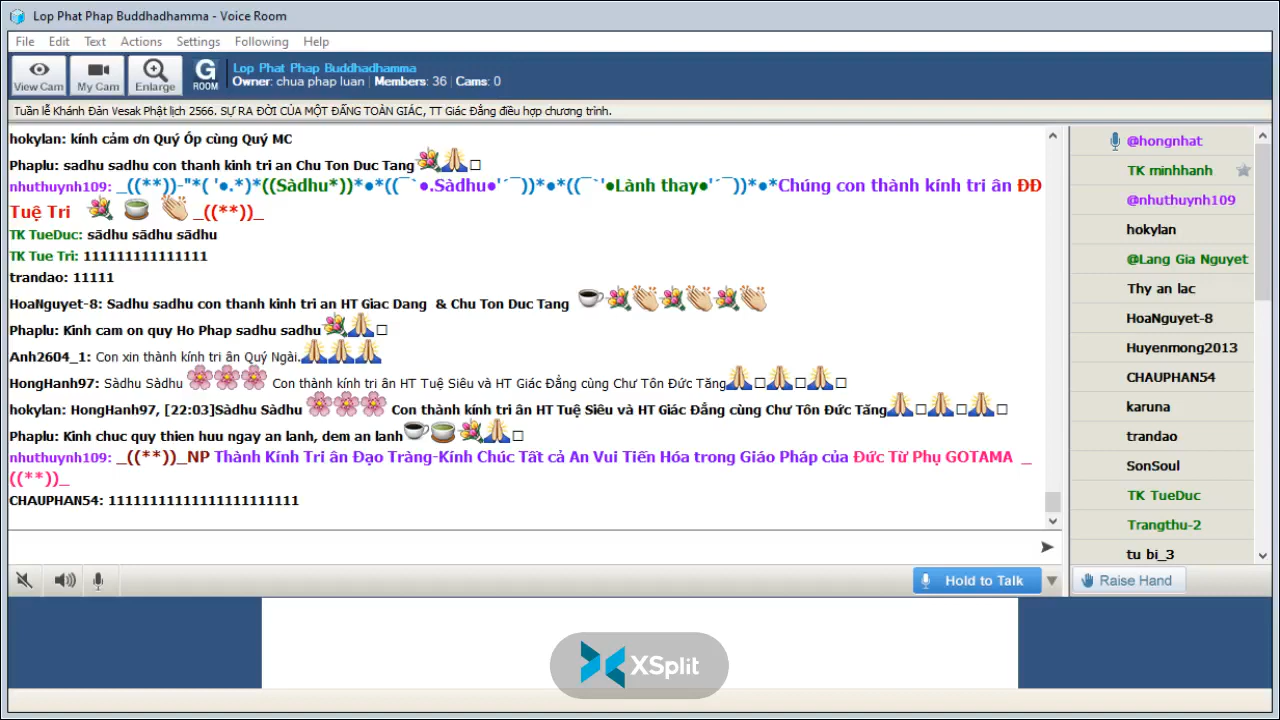 Lop Phat Phap Buddhadhamma - Voice Room
File Edit Text Actions Settings Following Help
View Cam My Cam Enlarge G ROOM
Lop Phat Phap Buddhadhamma
Owner: chua phap luan | Members: 36 | Cams: 0
Tuần lễ Khánh Đản Vesak Phật lịch 2566. SỰ RA ĐỜI CỦA MỘT ĐẤNG TOÀN GIÁC, TT Giác Đẳng điều hợp chương trình.
hokylan: kính cảm ơn Quý Óp cùng Quý MC
Phaplu: sadhu sadhu con thanh kinh tri an Chu Ton Duc Tang 💐🙏□
nhuthuynh109: _((**))-"*( '●.*)*((Sàdhu*))*●*((¯`●.Sàdhu●'´¯))*●*((¯`'●Lành thay●'´¯))*●*Chúng con thành kính tri ân ĐĐ
Tuệ Tri 💐 🍵 👏 _((**))_
TK TueDuc: sādhu sādhu sādhu
TK Tue Tri: 111111111111111
trandao: 11111
HoaNguyet-8: Sadhu sadhu con thanh kinh tri an HT Giac Dang & Chu Ton Duc Tang ☕💐👏💐👏💐👏
Phaplu: Kinh cam on quy Ho Phap sadhu sadhu💐🙏□
Anh2604_1: Con xin thành kính tri ân Quý Ngài.🙏🙏🙏
HongHanh97: Sàdhu Sàdhu 🌸🌸🌸 Con thành kính tri ân HT Tuệ Siêu và HT Giác Đẳng cùng Chư Tôn Đức Tăng🙏□🙏□🙏□
hokylan: HongHanh97, [22:03]Sàdhu Sàdhu 🌸🌸🌸 Con thành kính tri ân HT Tuệ Siêu và HT Giác Đẳng cùng Chư Tôn Đức Tăng🙏□🙏□🙏□
Phaplu: Kinh chuc quy thien huu ngay an lanh, dem an lanh☕🍵💐🙏□
nhuthuynh109: _((**))_NP Thành Kính Tri ân Đạo Tràng-Kính Chúc Tất cả An Vui Tiến Hóa trong Giáo Pháp của Đức Từ Phụ GOTAMA _
((**))_
CHAUPHAN54: 11111111111111111111111
@hongnhat
TK minhhanh
@nhuthuynh109
hokylan
@Lang Gia Nguyet
Thy an lac
HoaNguyet-8
Huyenmong2013
CHAUPHAN54
karuna
trandao
SonSoul
TK TueDuc
Trangthu-2
tu bi_3
Hold to Talk
Raise Hand
XSplit